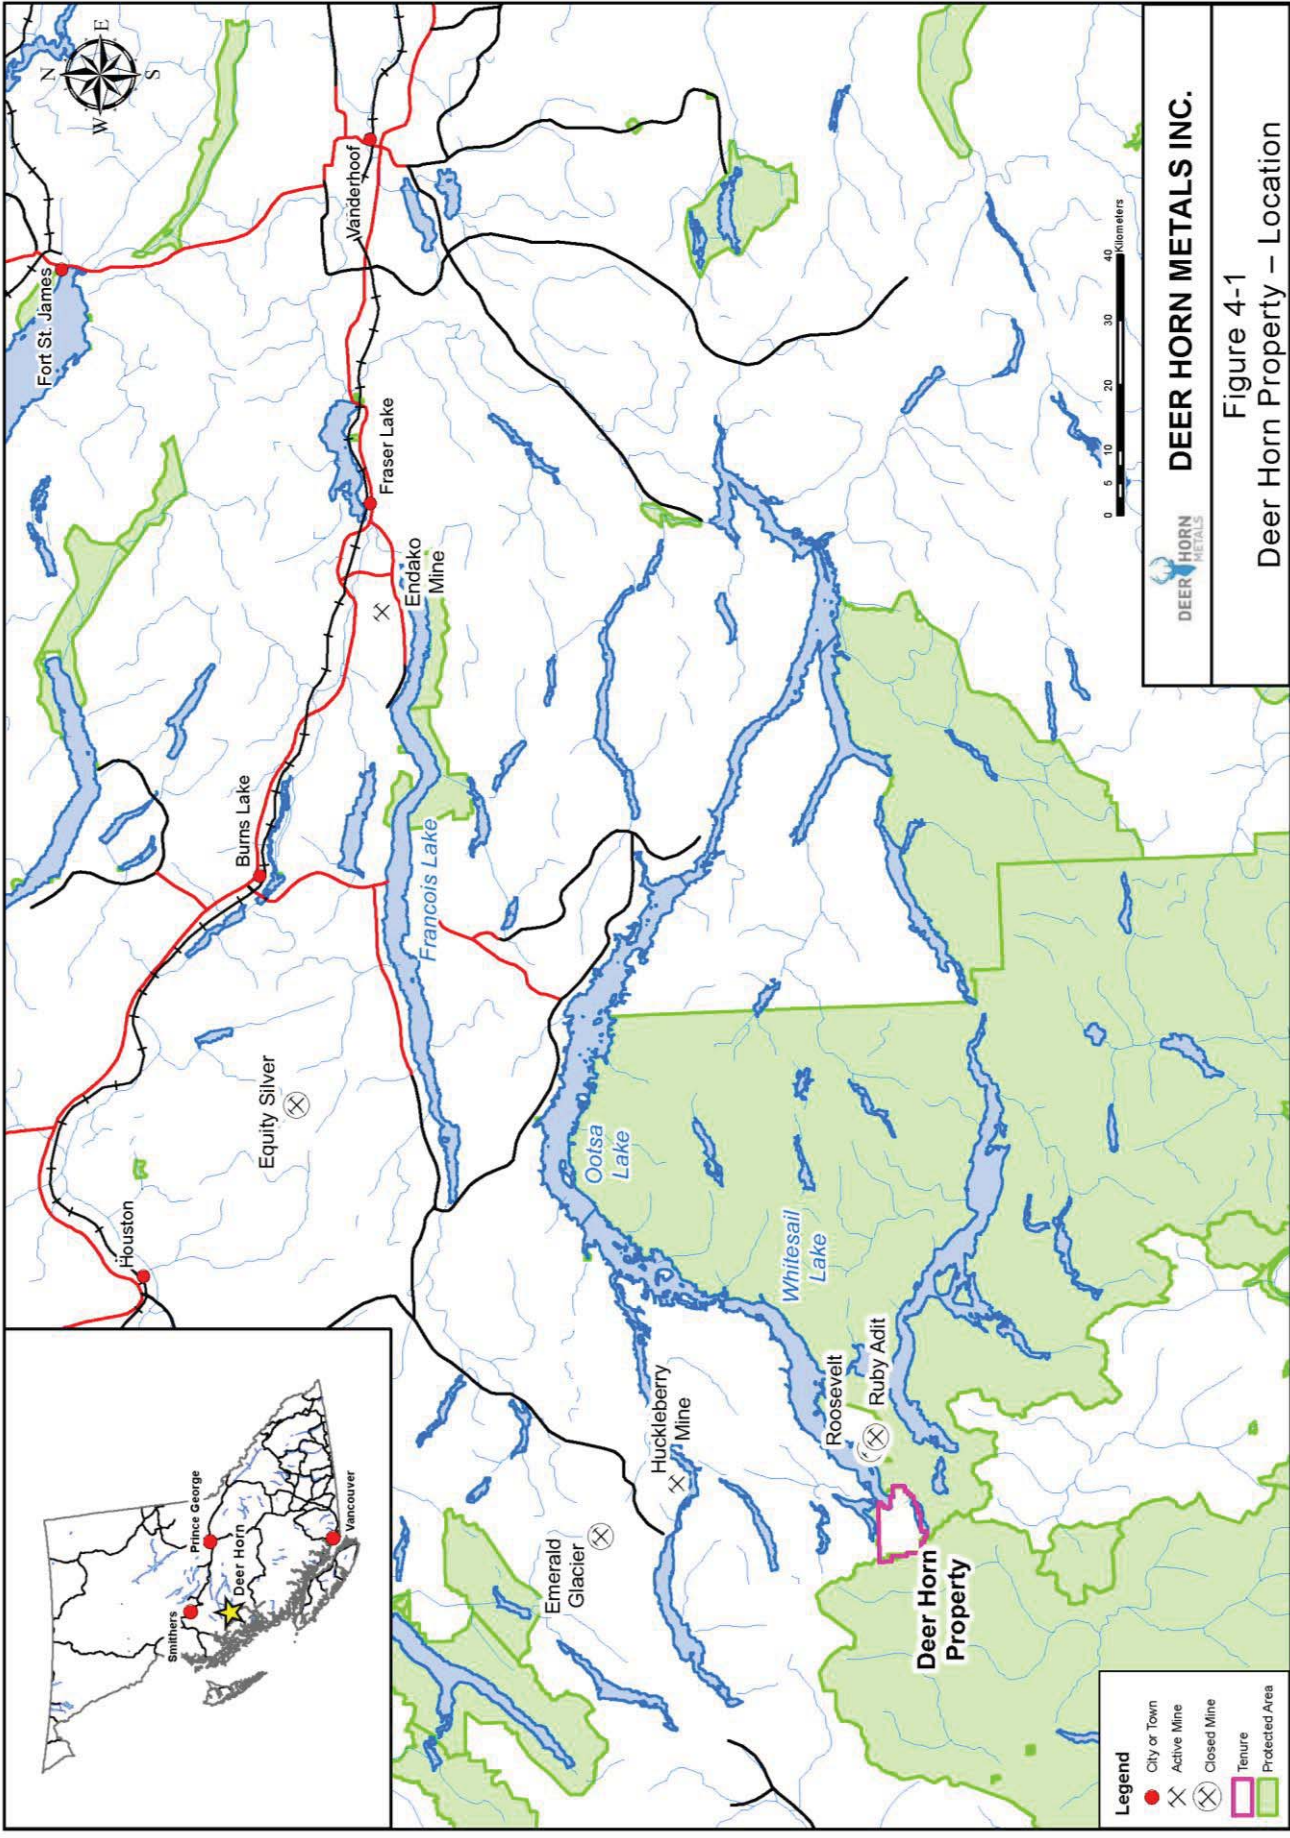 N
W
E
S
Fort St. James
Vanderhoof
Fraser Lake
Endako
Mine
Burns Lake
Francois Lake
Equity Silver
Houston
Ootsa
Lake
Whitesail
Lake
Huckleberry
Mine
Roosevelt
Ruby Adit
Emerald
Glacier
Deer Horn
Property
Smithers
Prince George
Deer Horn
Vancouver
Legend
City or Town
Active Mine
Closed Mine
Tenure
Protected Area
0 5 10 20 30 40
Kilometers
DEER HORN
METALS
DEER HORN METALS INC.
Figure 4-1
Deer Horn Property – Location